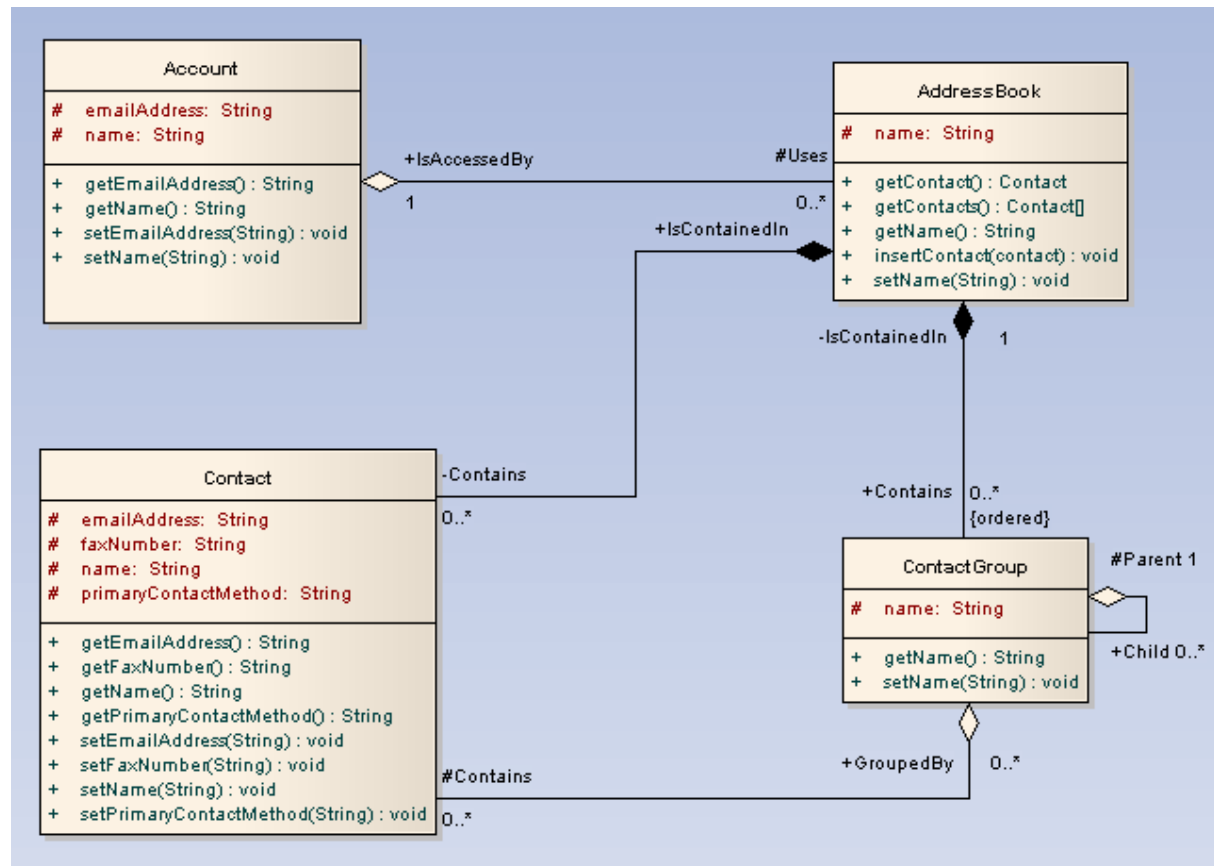 Account
# emailAddress: String
# name: String
+ getEmailAddress() : String
+ getName() : String
+ setEmailAddress(String) : void
+ setName(String) : void
+IsAccessedBy
1
#Uses
0..*
AddressBook
# name: String
+ getContact() : Contact
+ getContacts() : Contact[]
+ getName() : String
+ insertContact(contact) : void
+ setName(String) : void
+IsContainedIn
-IsContainedIn 1
-Contains
0..*
+Contains 0..*
{ordered}
Contact
# emailAddress: String
# faxNumber: String
# name: String
# primaryContactMethod: String
+ getEmailAddress() : String
+ getFaxNumber() : String
+ getName() : String
+ getPrimaryContactMethod() : String
+ setEmailAddress(String) : void
+ setFaxNumber(String) : void
+ setName(String) : void
+ setPrimaryContactMethod(String) : void
ContactGroup
# name: String
+ getName() : String
+ setName(String) : void
#Parent 1
+Child 0..*
+GroupedBy 0..*
#Contains
0..*